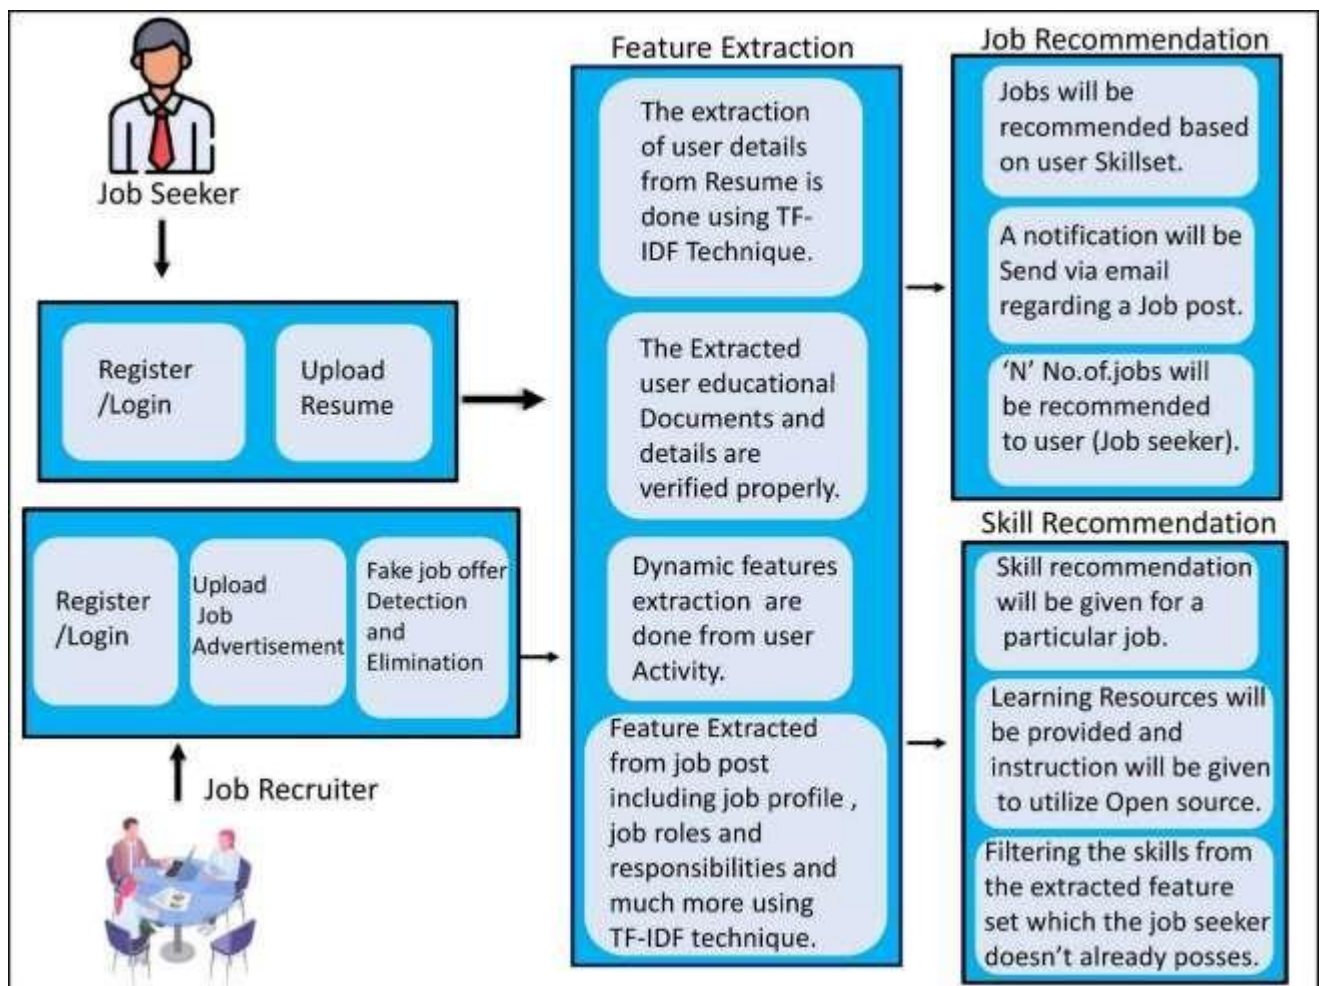 Job Seeker
Register
/Login
Upload
Resume
Register
/Login
Upload
Job
Advertisement
Fake job offer
Detection
and
Elimination
Job Recruiter
Feature Extraction
The extraction
of user details
from Resume is
done using TF-
IDF Technique.
The Extracted
user educational
Documents and
details are
verified properly.
Dynamic features
extraction are
done from user
Activity.
Feature Extracted
from job post
including job profile ,
job roles and
responsibilities and
much more using
TF-IDF technique.
Job Recommendation
Jobs will be
recommended based
on user Skillset.
A notification will be
Send via email
regarding a Job post.
‘N’ No.of.jobs will
be recommended
to user (Job seeker).
Skill Recommendation
Skill recommendation
will be given for a
particular job.
Learning Resources will
be provided and
instruction will be given
to utilize Open source.
Filtering the skills from
the extracted feature
set which the job seeker
doesn’t already posses.